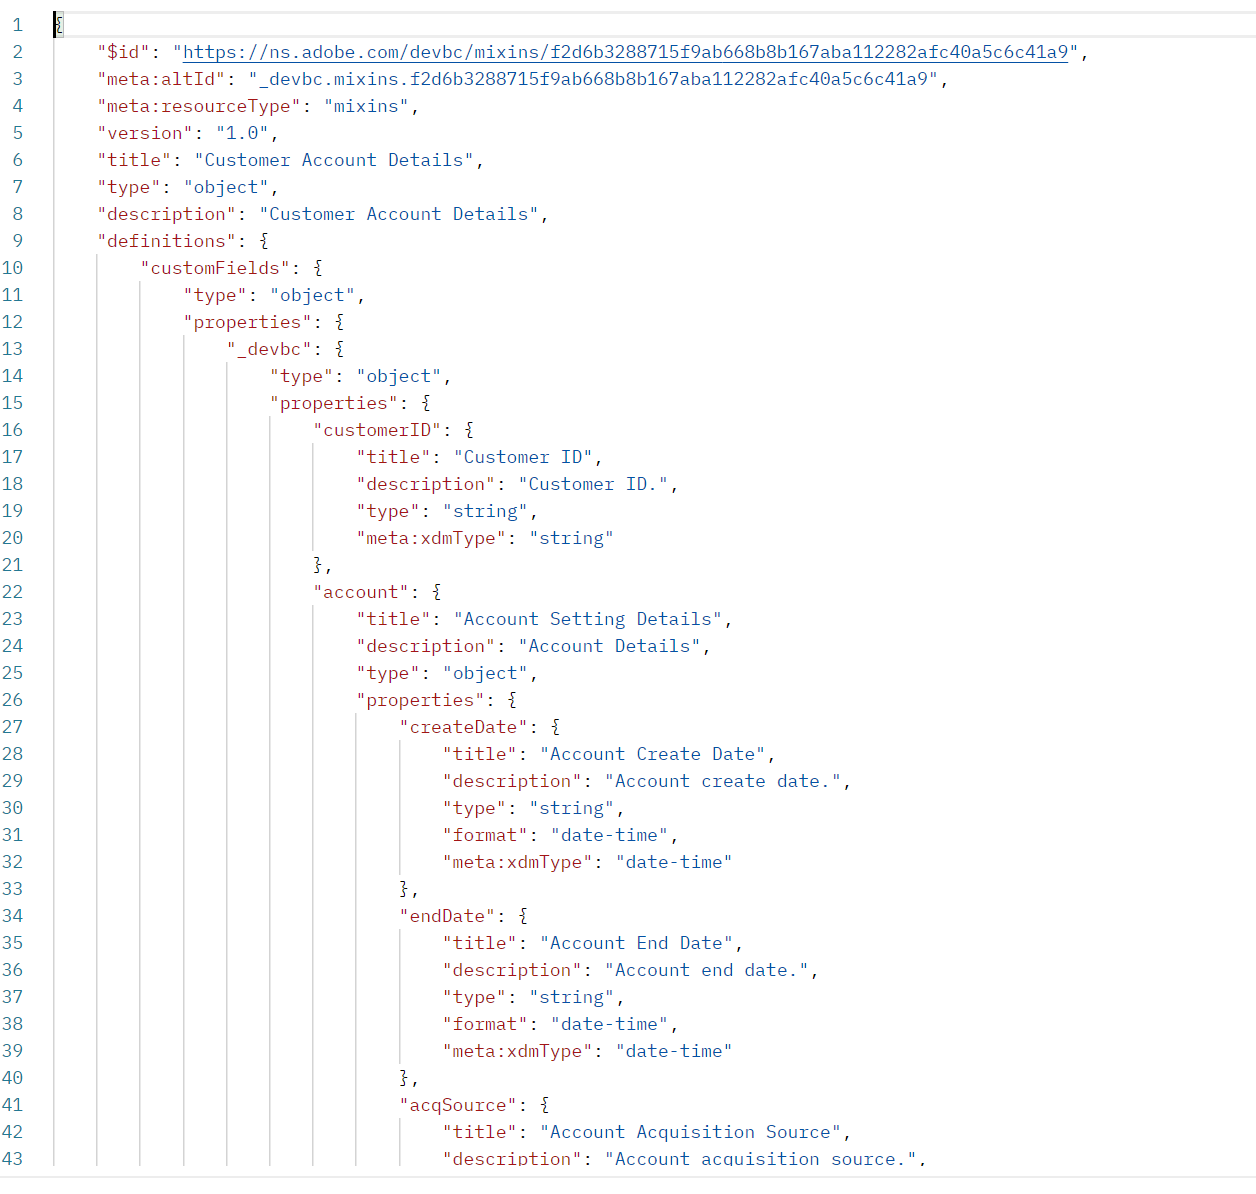 1 {
2 "$id": "https://ns.adobe.com/devbc/mixins/f2d6b3288715f9ab668b8b167aba112282afc40a5c6c41a9",
3 "meta:altId": "_devbc.mixins.f2d6b3288715f9ab668b8b167aba112282afc40a5c6c41a9",
4 "meta:resourceType": "mixins",
5 "version": "1.0",
6 "title": "Customer Account Details",
7 "type": "object",
8 "description": "Customer Account Details",
9 "definitions": {
10 "customFields": {
11 "type": "object",
12 "properties": {
13 "_devbc": {
14 "type": "object",
15 "properties": {
16 "customerID": {
17 "title": "Customer ID",
18 "description": "Customer ID.",
19 "type": "string",
20 "meta:xdmType": "string"
21 },
22 "account": {
23 "title": "Account Setting Details",
24 "description": "Account Details",
25 "type": "object",
26 "properties": {
27 "createDate": {
28 "title": "Account Create Date",
29 "description": "Account create date.",
30 "type": "string",
31 "format": "date-time",
32 "meta:xdmType": "date-time"
33 },
34 "endDate": {
35 "title": "Account End Date",
36 "description": "Account end date.",
37 "type": "string",
38 "format": "date-time",
39 "meta:xdmType": "date-time"
40 },
41 "acqSource": {
42 "title": "Account Acquisition Source",
43 "description": "Account acquisition source.",